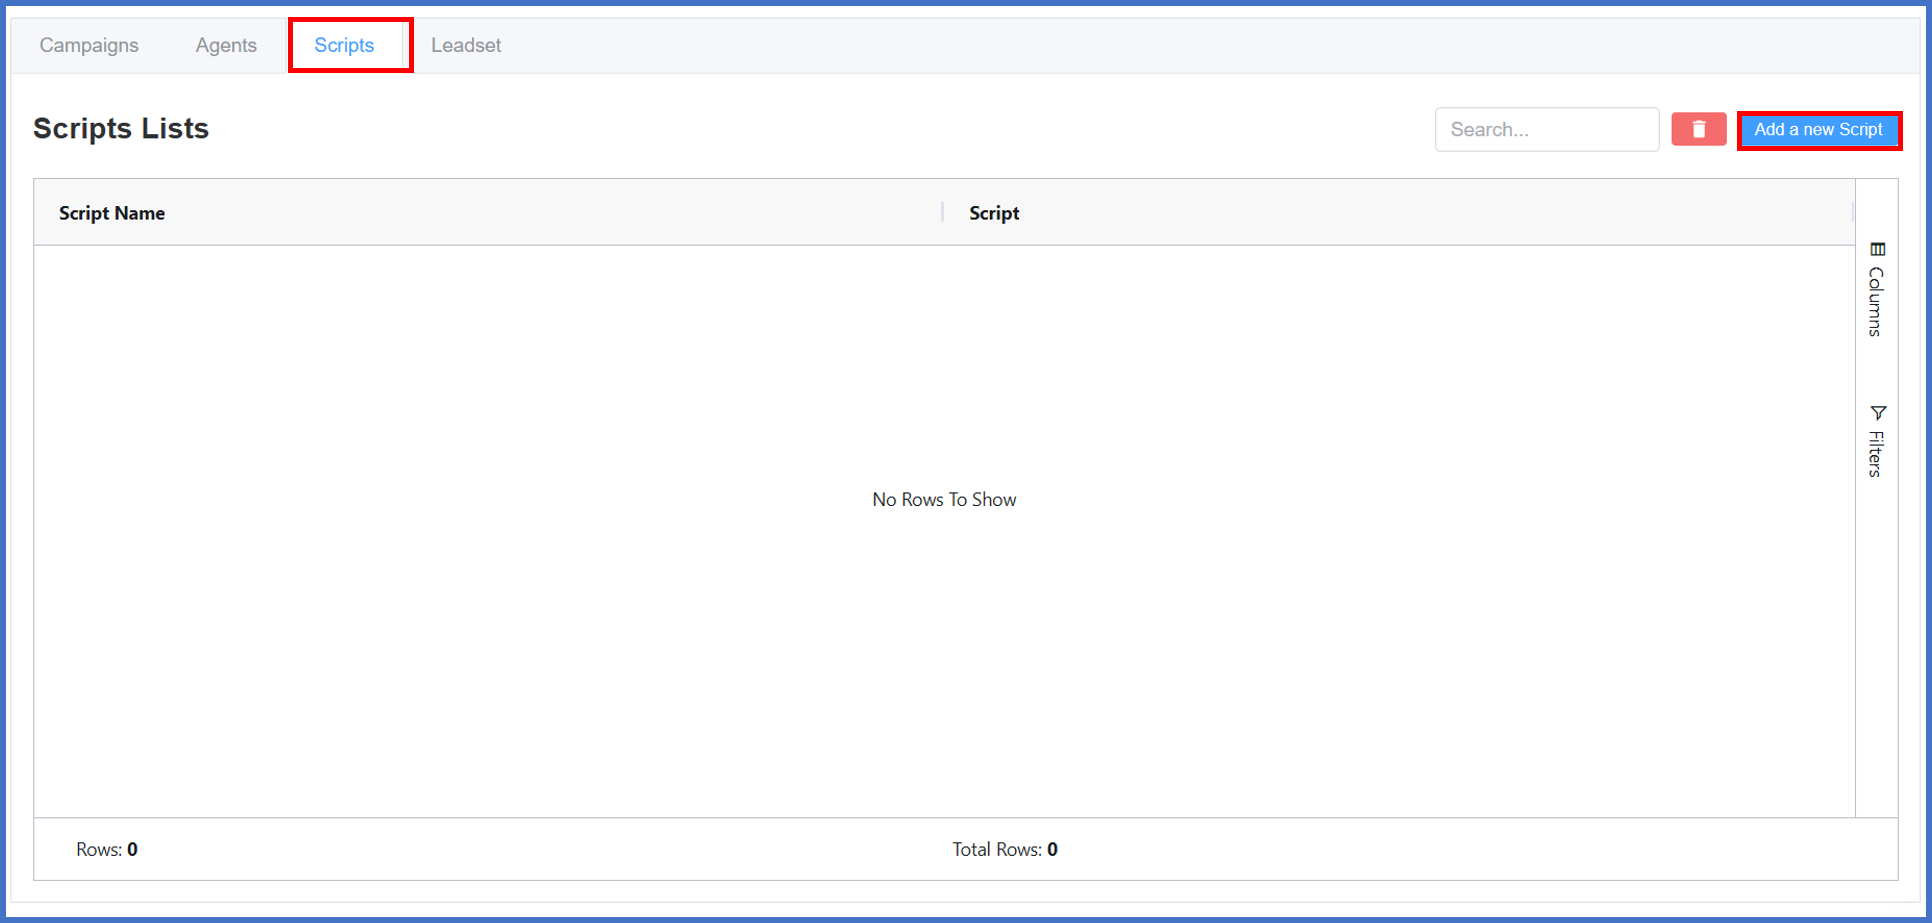 Campaigns Agents Scripts Leadset
Scripts Lists
Search... Add a new Script
Script Name Script
Columns
Filters
No Rows To Show
Rows: 0 Total Rows: 0